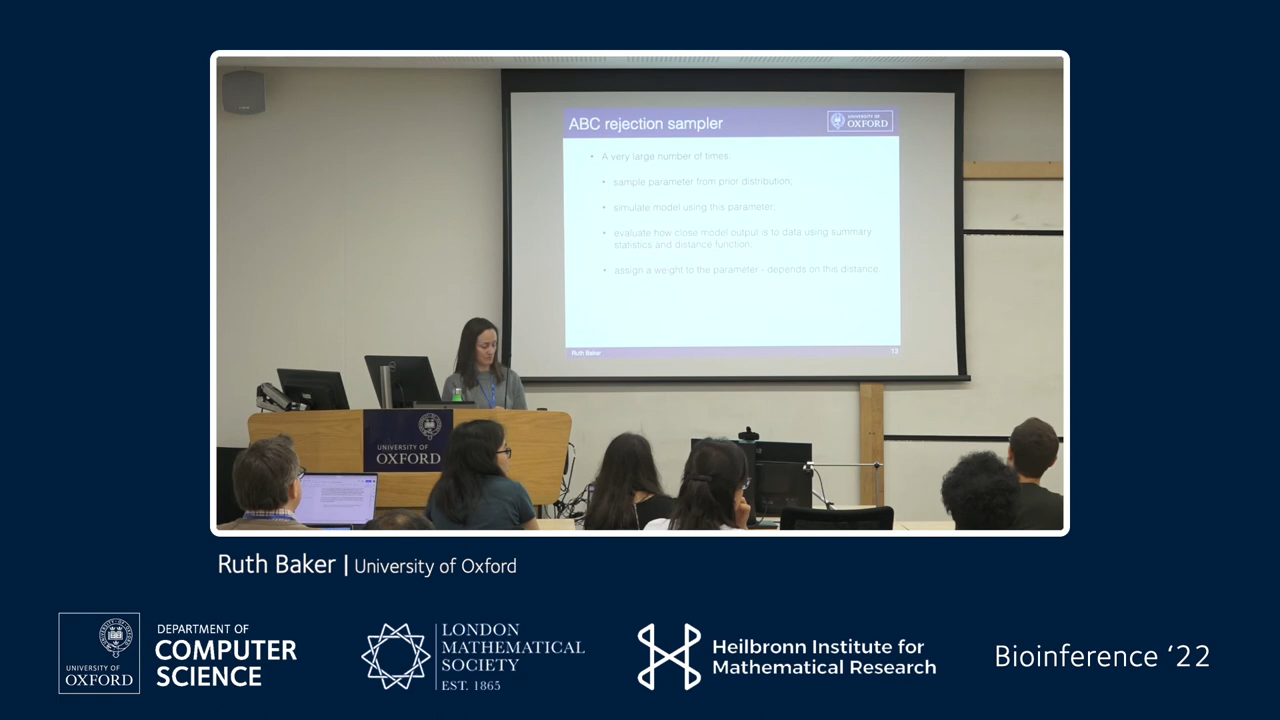 ABC rejection sampler
UNIVERSITY OF
OXFORD
• A very large number of times:
• sample parameter from prior distribution;
• simulate model using this parameter;
• evaluate how close model output is to data using summary
statistics and distance function;
• assign a weight to the parameter - depends on this distance
Ruth Baker
13
UNIVERSITY OF
OXFORD
Ruth Baker | University of Oxford
UNIVERSITY OF
OXFORD
DEPARTMENT OF
COMPUTER
SCIENCE
LONDON
MATHEMATICAL
SOCIETY
EST. 1865
Heilbronn Institute for
Mathematical Research
Bioinference ‘22